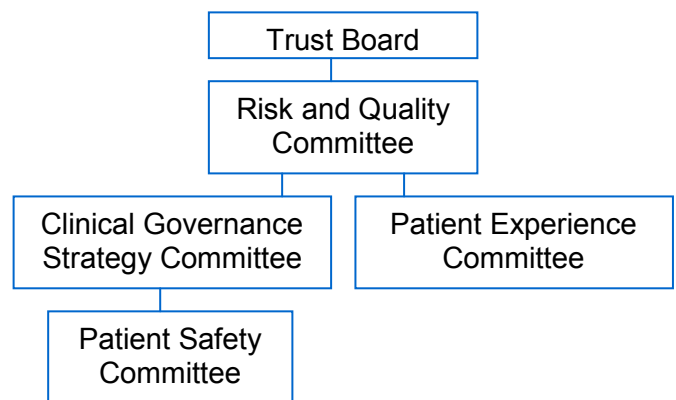 Trust Board
Risk and Quality
Committee
Clinical Governance
Strategy Committee
Patient Experience
Committee
Patient Safety
Committee